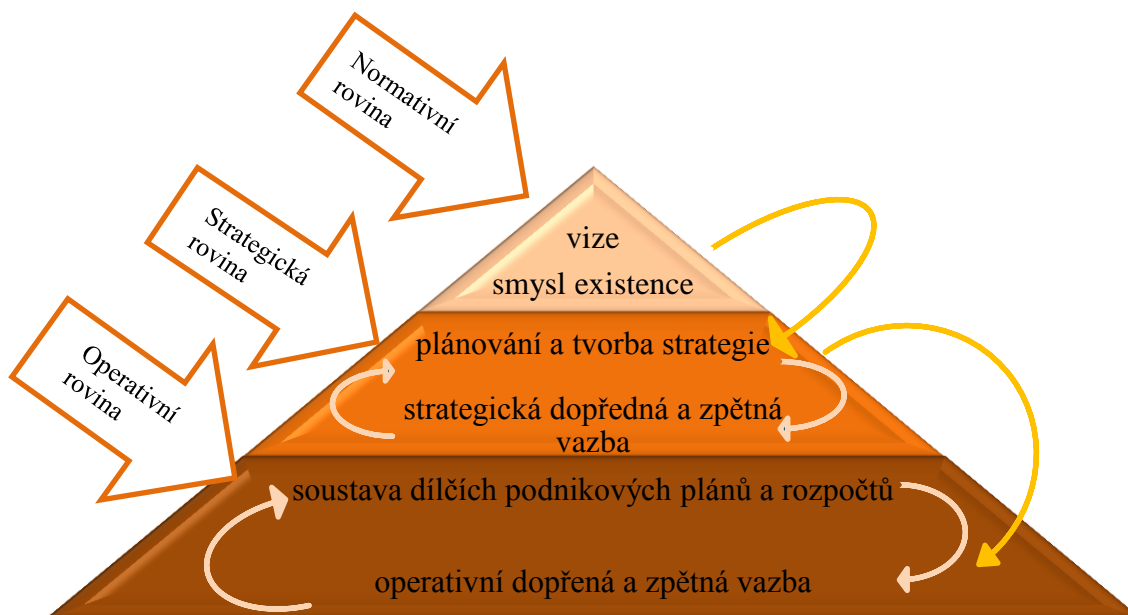 Normativní
rovina
Strategická
rovina
Operativní
rovina
vize
smysl existence
plánování a tvorba strategie
strategická dopředná a zpětná
vazba
soustava dílčích podnikových plánů a rozpočtů
operativní dopřená a zpětná vazba